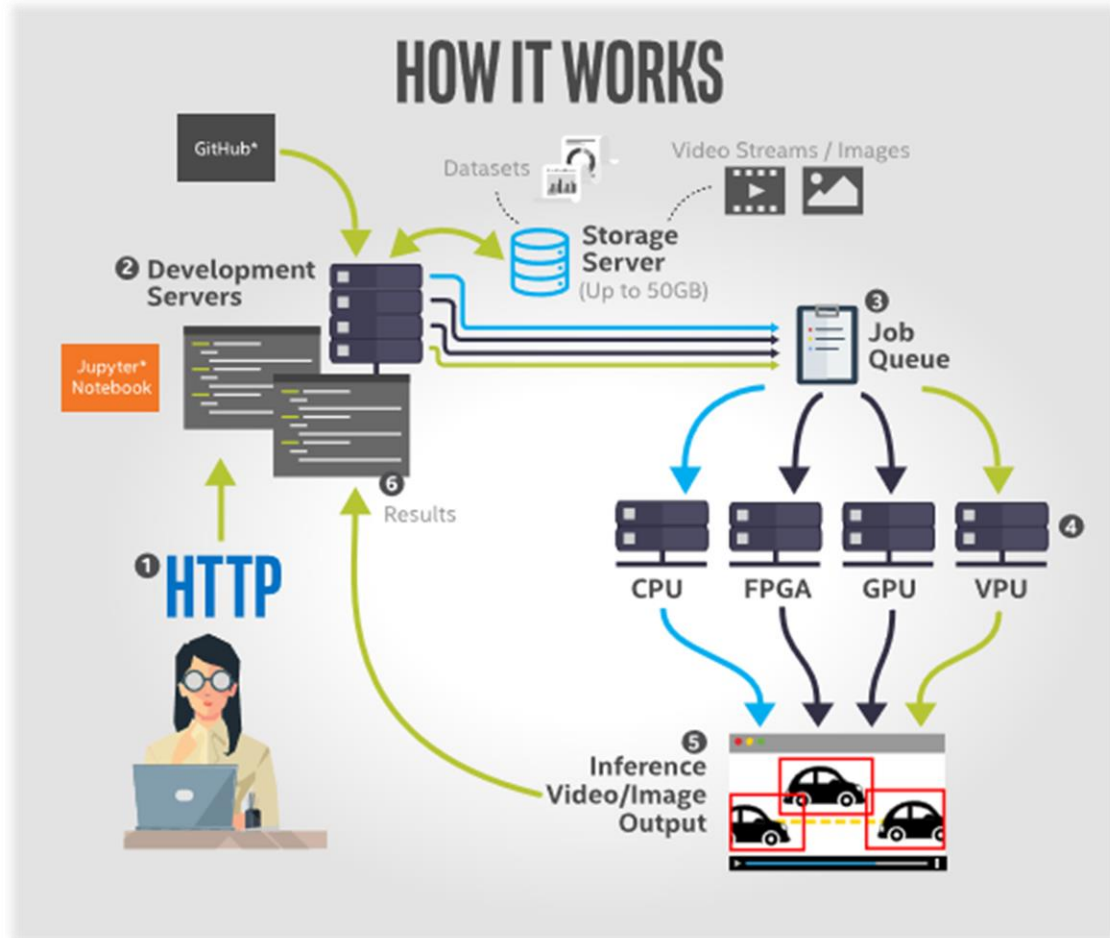 HOW IT WORKS
GitHub*
Datasets
Video Streams / Images
Storage
Server
(Up to 50GB)
2 Development
Servers
Jupyter*
Notebook
3
Job
Queue
6
Results
1 HTTP
CPU
FPGA
GPU
VPU
4
5
Inference
Video/Image
Output